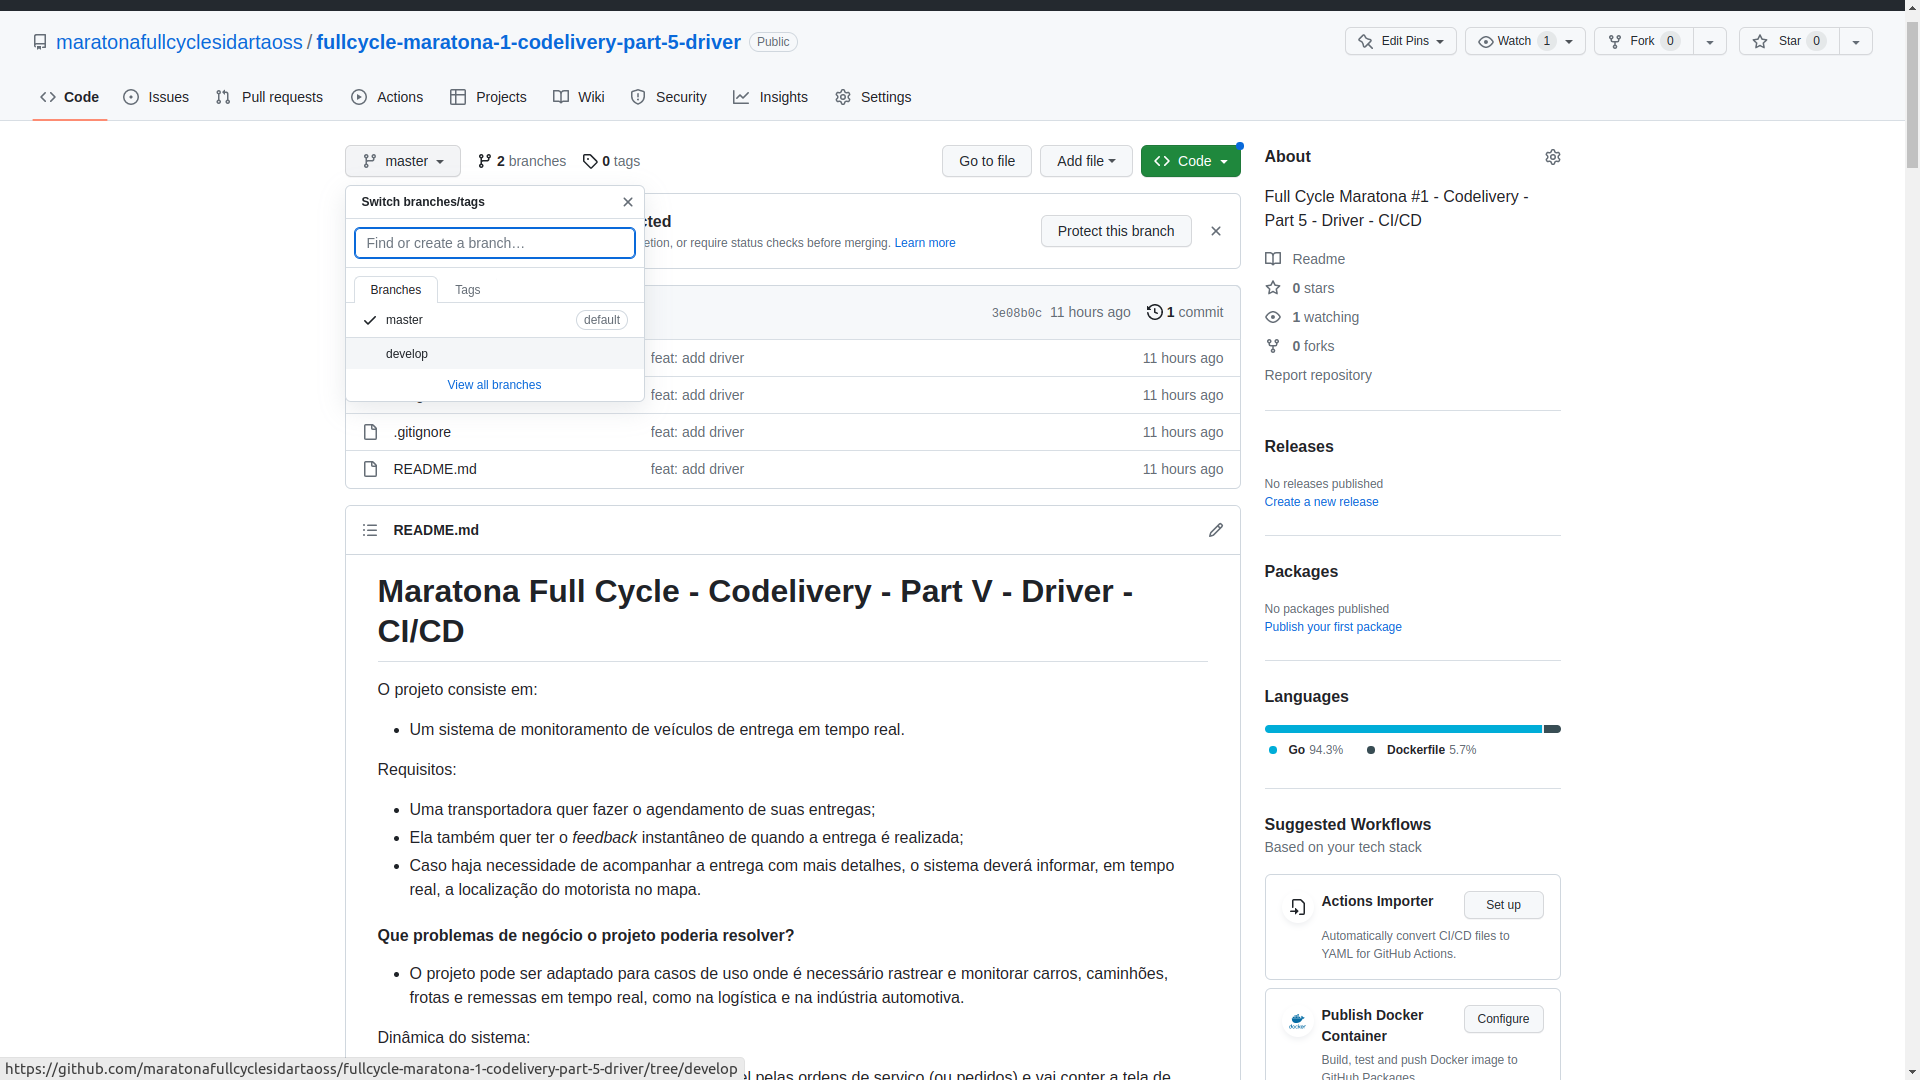 maratonafullcyclesidartaoss / fullcycle-maratona-1-codelivery-part-5-driver Public
Edit Pins Watch 1 Fork 0 Star 0
Code Issues Pull requests Actions Projects Wiki Security Insights Settings
master 2 branches 0 tags Go to file Add file Code
Switch branches/tags
Find or create a branch…
Branches Tags
master default
develop
View all branches
cted
etion, or require status checks before merging. Learn more
Protect this branch
3e08b0c 11 hours ago 1 commit
feat: add driver 11 hours ago
feat: add driver 11 hours ago
.gitignore feat: add driver 11 hours ago
README.md feat: add driver 11 hours ago
README.md
Maratona Full Cycle - Codelivery - Part V - Driver -
CI/CD
O projeto consiste em:
Um sistema de monitoramento de veículos de entrega em tempo real.
Requisitos:
Uma transportadora quer fazer o agendamento de suas entregas;
Ela também quer ter o feedback instantâneo de quando a entrega é realizada;
Caso haja necessidade de acompanhar a entrega com mais detalhes, o sistema deverá informar, em tempo
real, a localização do motorista no mapa.
Que problemas de negócio o projeto poderia resolver?
O projeto pode ser adaptado para casos de uso onde é necessário rastrear e monitorar carros, caminhões,
frotas e remessas em tempo real, como na logística e na indústria automotiva.
Dinâmica do sistema:
el pelas ordens de serviço (ou pedidos) e vai conter a tela de
https://github.com/maratonafullcyclesidartaoss/fullcycle-maratona-1-codelivery-part-5-driver/tree/develop
About
Full Cycle Maratona #1 - Codelivery -
Part 5 - Driver - CI/CD
Readme
0 stars
1 watching
0 forks
Report repository
Releases
No releases published
Create a new release
Packages
No packages published
Publish your first package
Languages
Go 94.3% Dockerfile 5.7%
Suggested Workflows
Based on your tech stack
Actions Importer Set up
Automatically convert CI/CD files to
YAML for GitHub Actions.
docker
Publish Docker
Container
Configure
Build, test and push Docker image to
GitHub Packages.